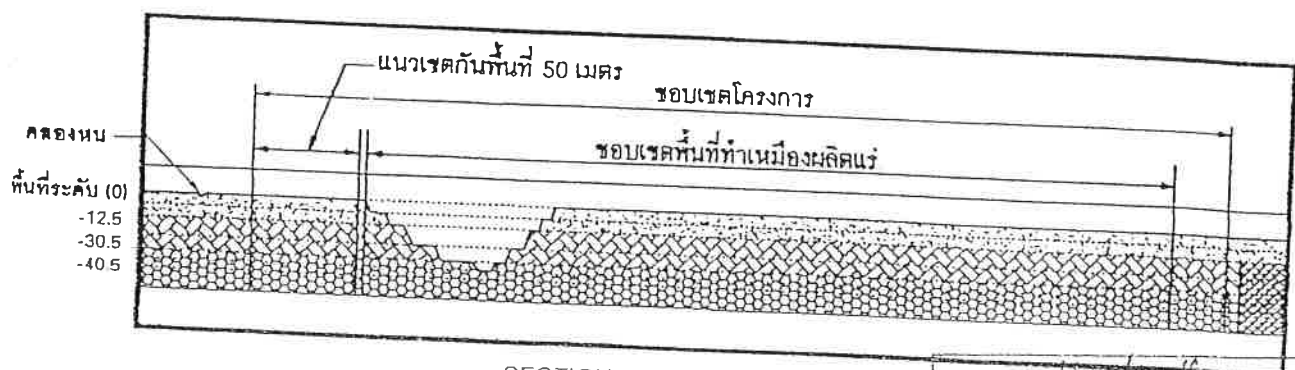 แนวเขตกันพื้นที่ 50 เมตร
ขอบเขตโครงการ
คลองหน
ขอบเขตพื้นที่ทำเหมืองผลิตแร่
พื้นที่ระดับ (0)
-12.5
-30.5
-40.5
SECTION